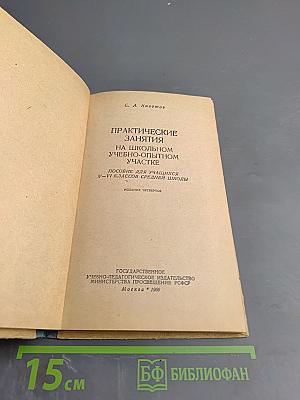 С. А.
ПРАКТИЧЕСКИЕ
ЗАНЯТИЯ
НА ШКОЛЬНОМ
УЧЕБНО-ОПЫТНОМ
УЧАСТКЕ
ПОСОБИЕ ДЛЯ УЧАЩИХСЯ
V—VI КЛАССОВ СРЕДНЕЙ ШКОЛЫ
ИЗДАНИЕ ЧЕТВЕРТОЕ
ГОСУДАРСТВЕННОЕ
УЧЕБНО-ПЕДАГОГИЧЕСКОЕ ИЗДАТЕЛЬСТВО
МИНИСТЕРСТВА ПРОСВЕЩЕНИЯ РСФСР
Москва *
15 см
БФ БИБЛИОФАН